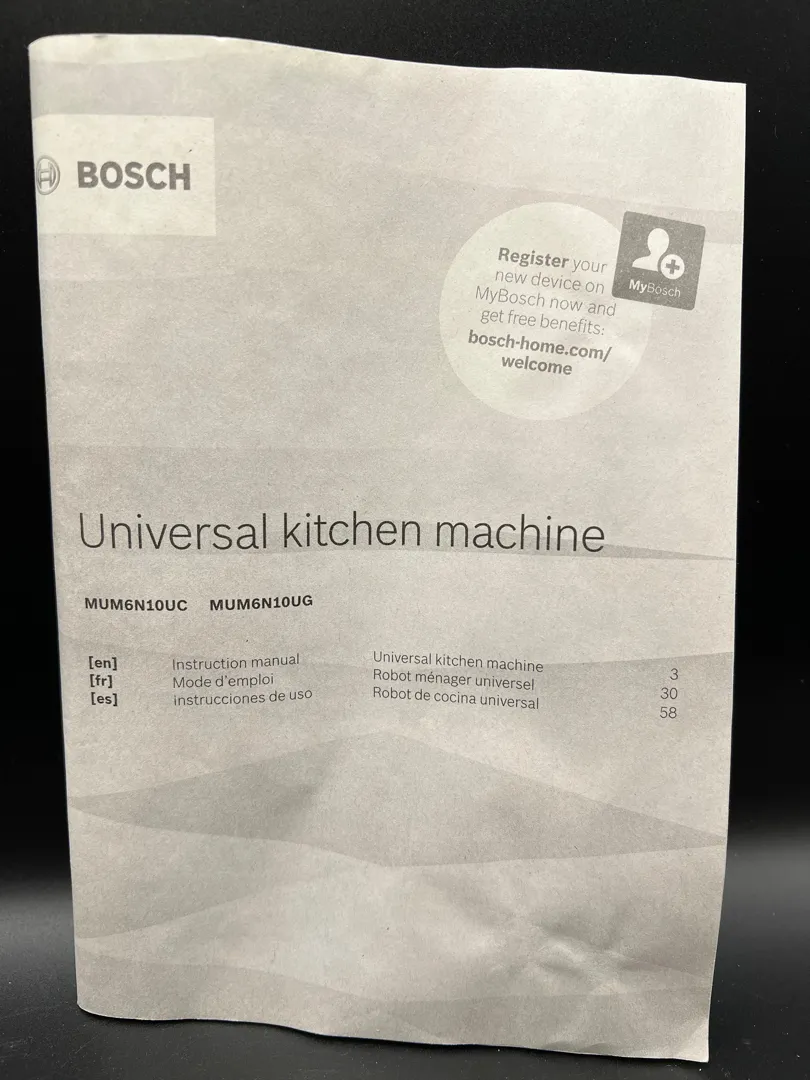 BOSCH
Register your
new device on
MyBosch now and
get free benefits:
bosch-home.com/
welcome
MyBosch
Universal kitchen machine
MUM6N10UC MUM6N10UG
[en] Instruction manual Universal kitchen machine 3
[fr] Mode d'emploi Robot ménager universel 30
[es] Instrucciones de uso Robot de cocina universal 58